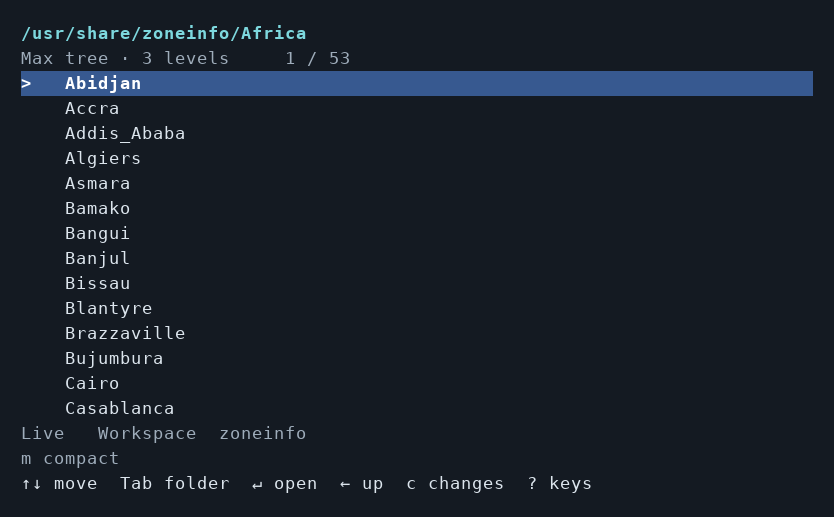 /usr/share/zoneinfo/Africa
Max tree · 3 levels     1 / 53
>   Abidjan
    Accra
    Addis_Ababa
    Algiers
    Asmara
    Bamako
    Bangui
    Banjul
    Bissau
    Blantyre
    Brazzaville
    Bujumbura
    Cairo
    Casablanca
Live   Workspace  zoneinfo
m compact
↑↓ move  Tab folder  ↵ open  ← up  c changes  ? keys